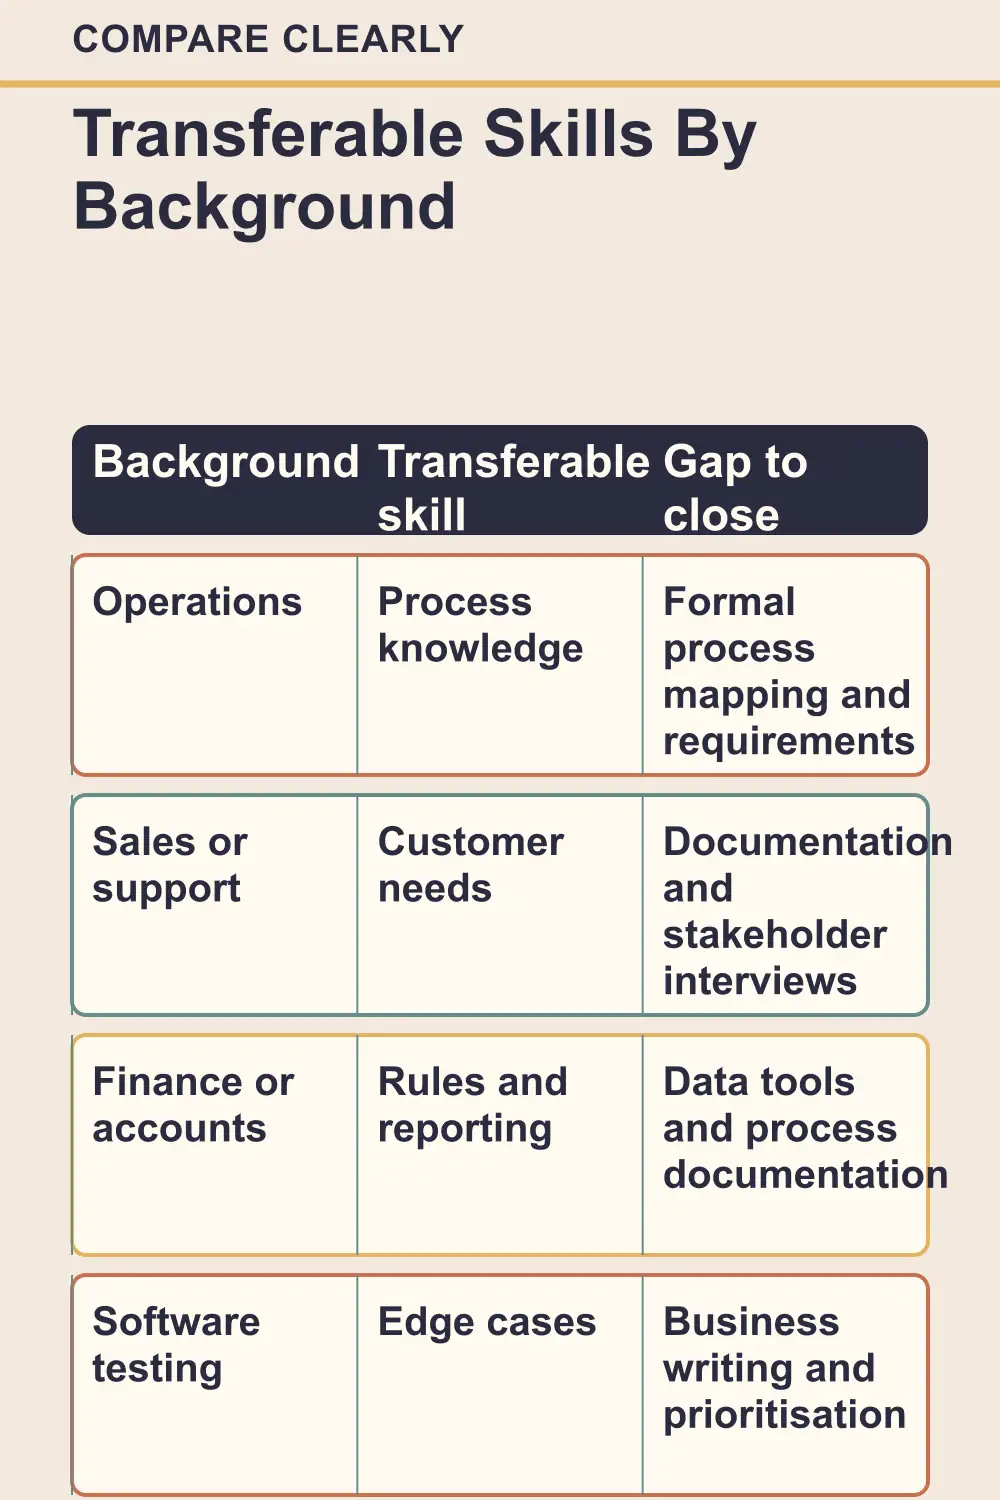 COMPARE CLEARLY
Transferable Skills By
Background
Background
Transferable
skill
Gap to
close
Operations
Process
knowledge
Formal
process
mapping and
requirements
Sales or
support
Customer
needs
Documentation
and
stakeholder
interviews
Finance or
accounts
Rules and
reporting
Data tools
and process
documentation
Software
testing
Edge cases
Business
writing and
prioritisation